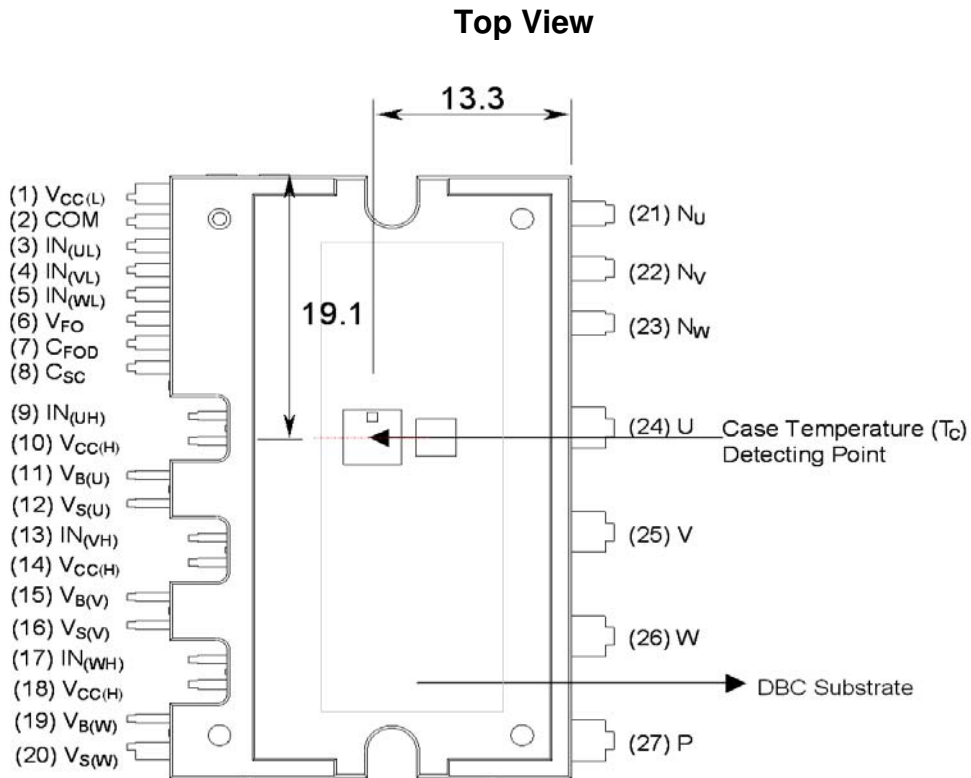 Top View
13.3
19.1
(1) VCC(L)
(2) COM
(3) IN(UL)
(4) IN(VL)
(5) IN(WL)
(6) VFO
(7) CFOD
(8) CSC
(9) IN(UH)
(10) VCC(H)
(11) VB(U)
(12) VS(U)
(13) IN(VH)
(14) VCC(H)
(15) VB(V)
(16) VS(V)
(17) IN(WH)
(18) VCC(H)
(19) VB(W)
(20) VS(W)
(21) NU
(22) NV
(23) NW
(24) U
Case Temperature (TC)
Detecting Point
(25) V
(26) W
DBC Substrate
(27) P